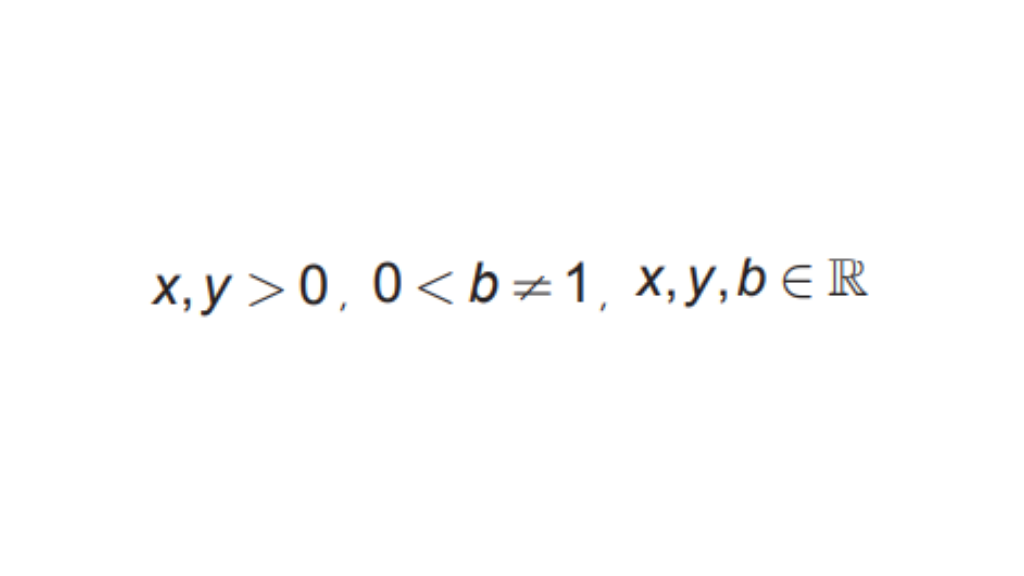 x,y > 0, 0 < b ≠ 1, x,y,b ∈ ℝ